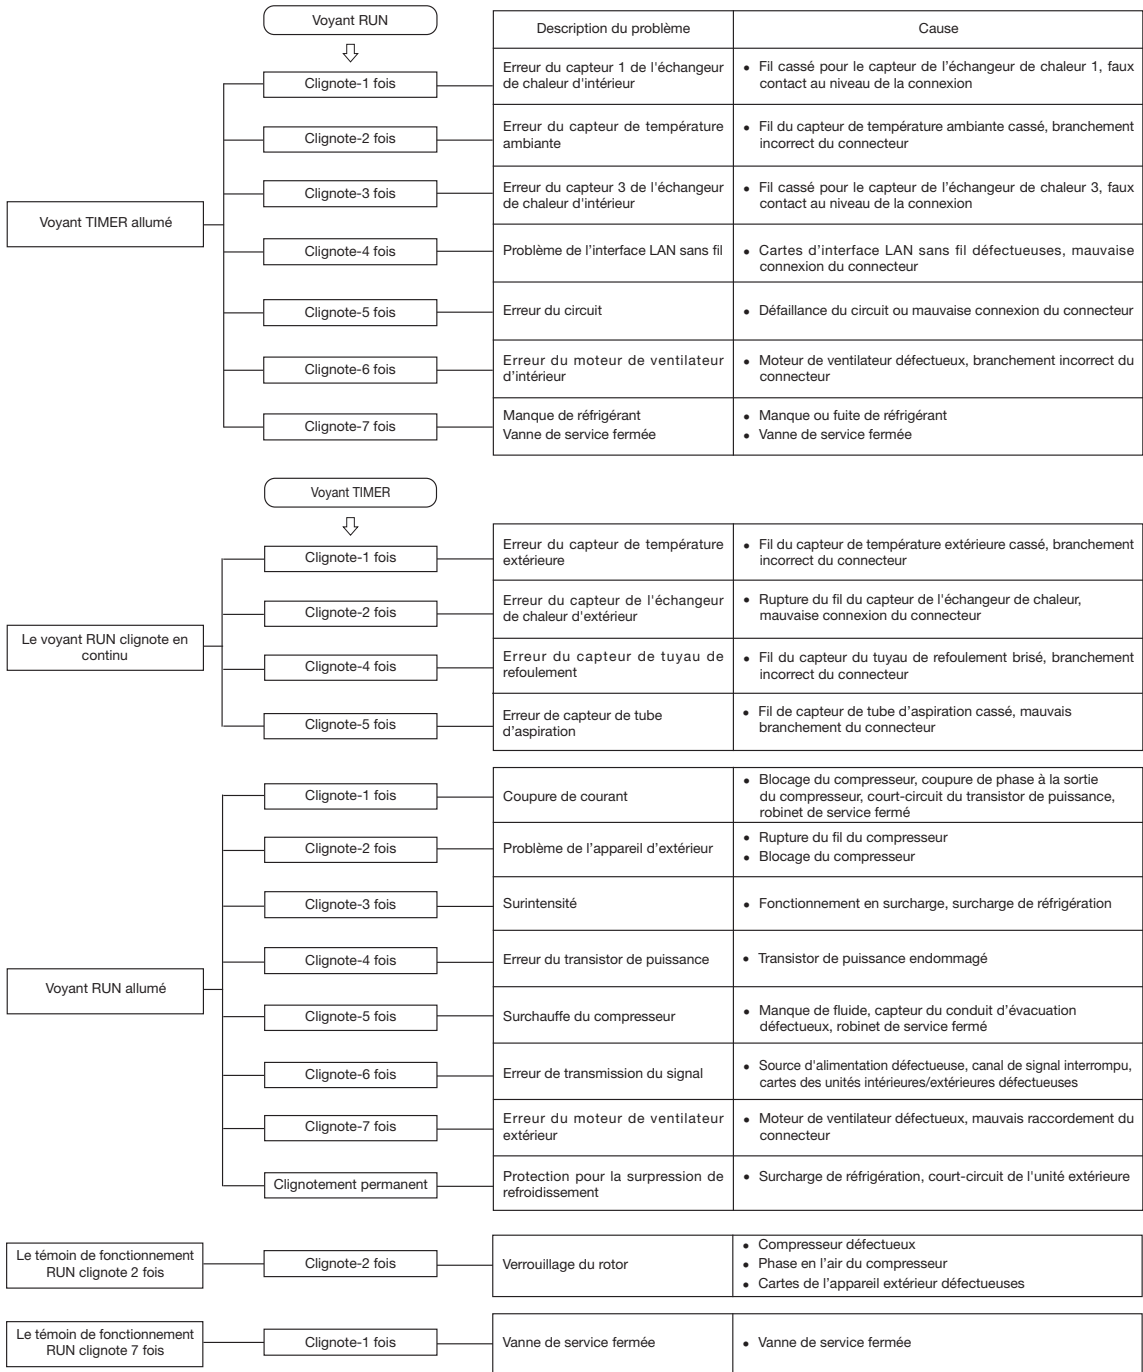 Voyant RUN
Description du problème
Cause
Voyant TIMER allumé
Clignote-1 fois
Erreur du capteur 1 de l'échangeur
de chaleur d'intérieur
• Fil cassé pour le capteur de l'échangeur de chaleur 1, faux
contact au niveau de la connexion
Clignote-2 fois
Erreur du capteur de température
ambiante
• Fil du capteur de température ambiante cassé, branchement
incorrect du connecteur
Clignote-3 fois
Erreur du capteur 3 de l'échangeur
de chaleur d'intérieur
• Fil cassé pour le capteur de l'échangeur de chaleur 3, faux
contact au niveau de la connexion
Clignote-4 fois
Problème de l'interface LAN sans fil
• Cartes d'interface LAN sans fil défectueuses, mauvaise
connexion du connecteur
Clignote-5 fois
Erreur du circuit
• Défaillance du circuit ou mauvaise connexion du connecteur
Clignote-6 fois
Erreur du moteur de ventilateur
d'intérieur
• Moteur de ventilateur défectueux, branchement incorrect du
connecteur
Clignote-7 fois
Manque de réfrigérant
Vanne de service fermée
• Manque ou fuite de réfrigérant
• Vanne de service fermée
Voyant TIMER
Le voyant RUN clignote en
continu
Clignote-1 fois
Erreur du capteur de température
extérieure
• Fil du capteur de température extérieure cassé, branchement
incorrect du connecteur
Clignote-2 fois
Erreur du capteur de l'échangeur
de chaleur d'extérieur
• Rupture du fil du capteur de l'échangeur de chaleur,
mauvaise connexion du connecteur
Clignote-4 fois
Erreur du capteur de tuyau de
refoulement
• Fil du capteur du tuyau de refoulement brisé, branchement
incorrect du connecteur
Clignote-5 fois
Erreur de capteur de tube
d'aspiration
• Fil de capteur de tube d'aspiration cassé, mauvais
branchement du connecteur
Voyant RUN allumé
Clignote-1 fois
Coupure de courant
• Blocage du compresseur, coupure de phase à la sortie
du compresseur, court-circuit du transistor de puissance,
robinet de service fermé
Clignote-2 fois
Problème de l'appareil d'extérieur
• Rupture du fil du compresseur
• Blocage du compresseur
Clignote-3 fois
Surintensité
• Fonctionnement en surcharge, surcharge de réfrigération
Clignote-4 fois
Erreur du transistor de puissance
• Transistor de puissance endommagé
Clignote-5 fois
Surchauffe du compresseur
• Manque de fluide, capteur du conduit d'évacuation
défectueux, robinet de service fermé
Clignote-6 fois
Erreur de transmission du signal
• Source d'alimentation défectueuse, canal de signal interrompu,
cartes des unités intérieures/extérieures défectueuses
Clignote-7 fois
Erreur du moteur de ventilateur
extérieur
• Moteur de ventilateur défectueux, mauvais raccordement du
connecteur
Clignotement permanent
Protection pour la surpression de
refroidissement
• Surcharge de réfrigération, court-circuit de l'unité extérieure
Le témoin de fonctionnement
RUN clignote 2 fois
Clignote-2 fois
Verrouillage du rotor
• Compresseur défectueux
• Phase en l'air du compresseur
• Cartes de l'appareil extérieur défectueuses
Le témoin de fonctionnement
RUN clignote 7 fois
Clignote-1 fois
Vanne de service fermée
• Vanne de service fermée